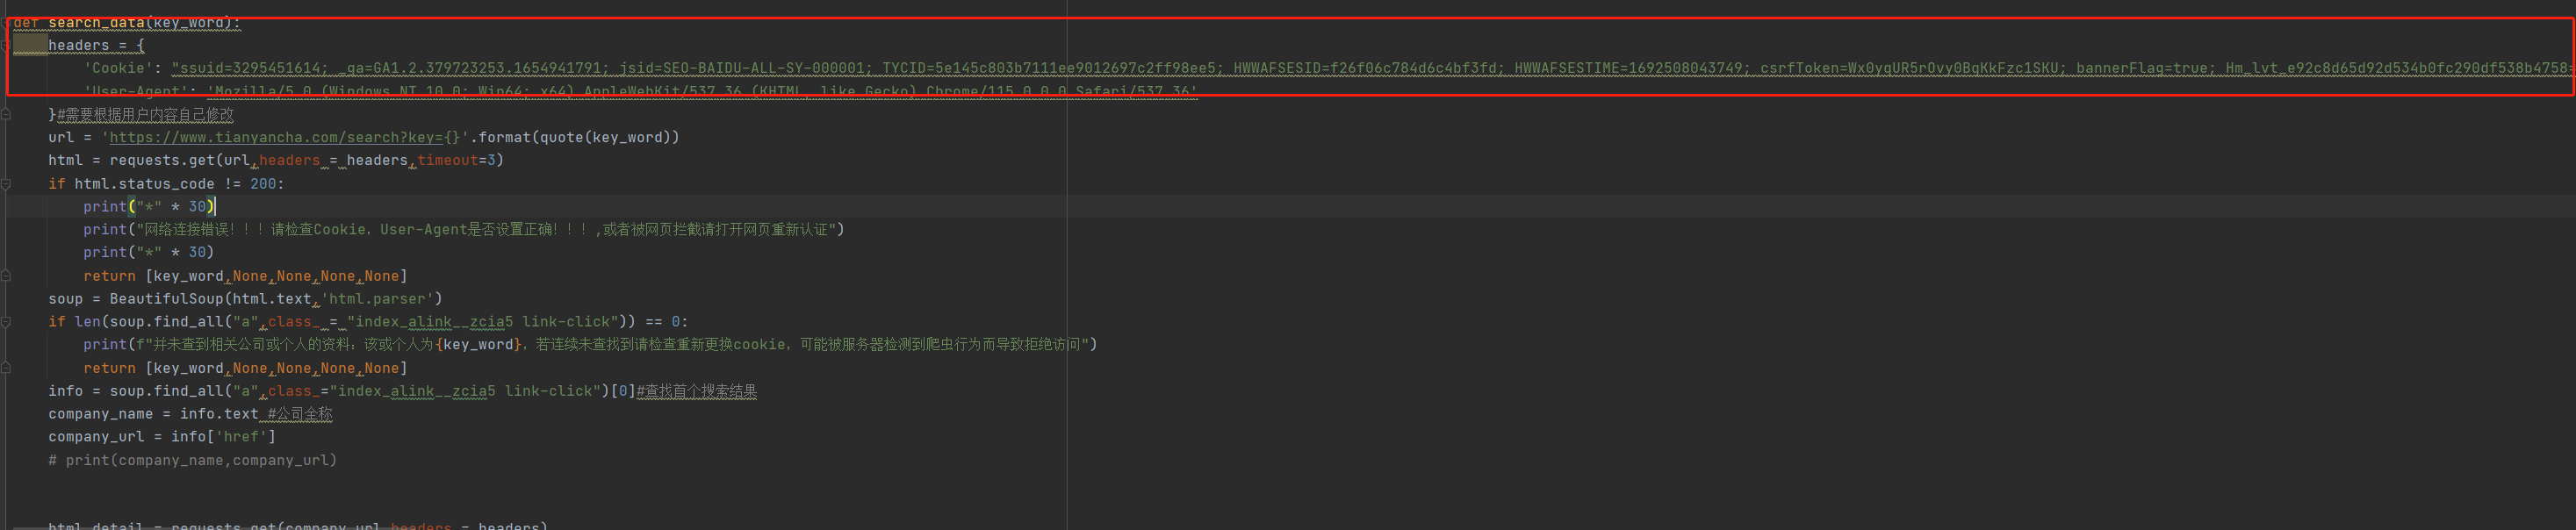 def search_data(key_word):
headers = {
'Cookie': "ssuid=3295451614; _ga=GA1.2.379723253.1654941791; jsid=SEO-BAIDU-ALL-SY-000001; TYCID=5e145c803b7111ee9012697c2ff98ee5; HWWAFSESID=f26f06c784d6c4bf3fd; HWWAFSESTIME=1692508043749; csrfToken=Wx0yqUR5rOvy0BqKkFzc1SKU; bannerFlag=true; Hm_lvt_e92c8d65d92d534b0fc290df538b4758=
'User-Agent': 'Mozilla/5.0 (Windows NT 10.0; Win64; x64) AppleWebKit/537.36 (KHTML, like Gecko) Chrome/115.0.0.0 Safari/537.36'
}#需要根据用户内容自己修改
url = 'https://www.tianyancha.com/search?key={}'.format(quote(key_word))
html = requests.get(url,headers = headers,timeout=3)
if html.status_code != 200:
print("*" * 30)
print("网络连接错误！！！请检查Cookie，User-Agent是否设置正确！！！,或者被网页拦截请打开网页重新认证")
print("*" * 30)
return [key_word,None,None,None,None]
soup = BeautifulSoup(html.text,'html.parser')
if len(soup.find_all("a",class_ = "index_alink__zcia5 link-click")) == 0:
print(f"并未查到相关公司或个人的资料：该或个人为{key_word}，若连续未查找到请检查重新更换cookie，可能被服务器检测到爬虫行为而导致拒绝访问")
return [key_word,None,None,None,None]
info = soup.find_all("a",class_="index_alink__zcia5 link-click")[0]#查找首个搜索结果
company_name = info.text #公司全称
company_url = info['href']
# print(company_name,company_url)
html_detail = requests.get(company_url,headers = headers)